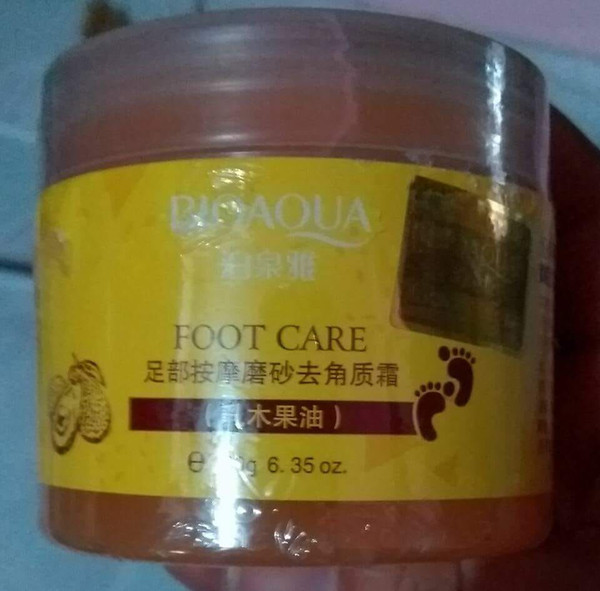 BIOAQUA
泊泉雅
FOOT CARE
足部按摩磨砂去角质霜
木果油)
e g 6.35 oz.